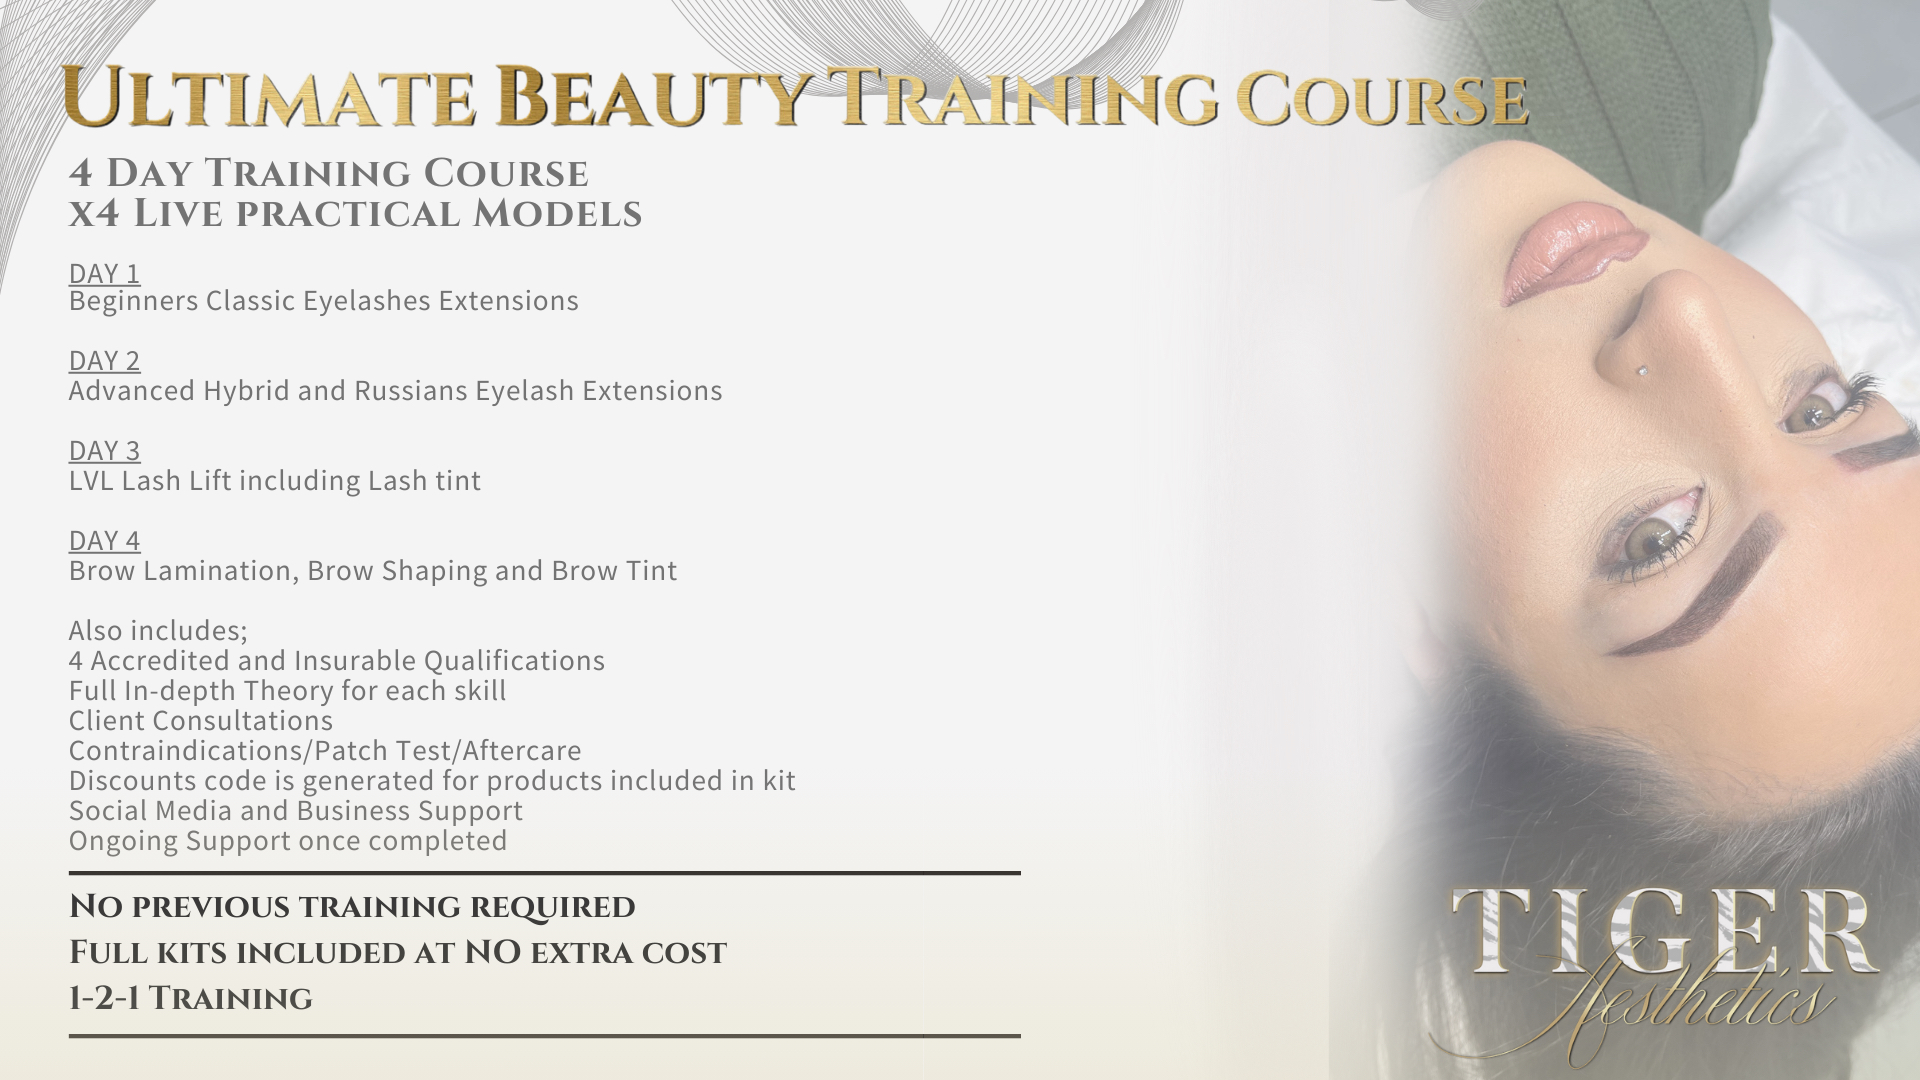 Ultimate Beauty Training Course
4 Day Training Course
x4 Live practical Models
DAY 1
Beginners Classic Eyelashes Extensions
DAY 2
Advanced Hybrid and Russians Eyelash Extensions
DAY 3
LVL Lash Lift including Lash tint
DAY 4
Brow Lamination, Brow Shaping and Brow Tint
Also includes;
4 Accredited and Insurable Qualifications
Full In-depth Theory for each skill
Client Consultations
Contraindications/Patch Test/Aftercare
Discounts code is generated for products included in kit
Social Media and Business Support
Ongoing Support once completed
No previous training required
Full kits included at NO extra cost
1-2-1 Training
TIGER
Aesthetics